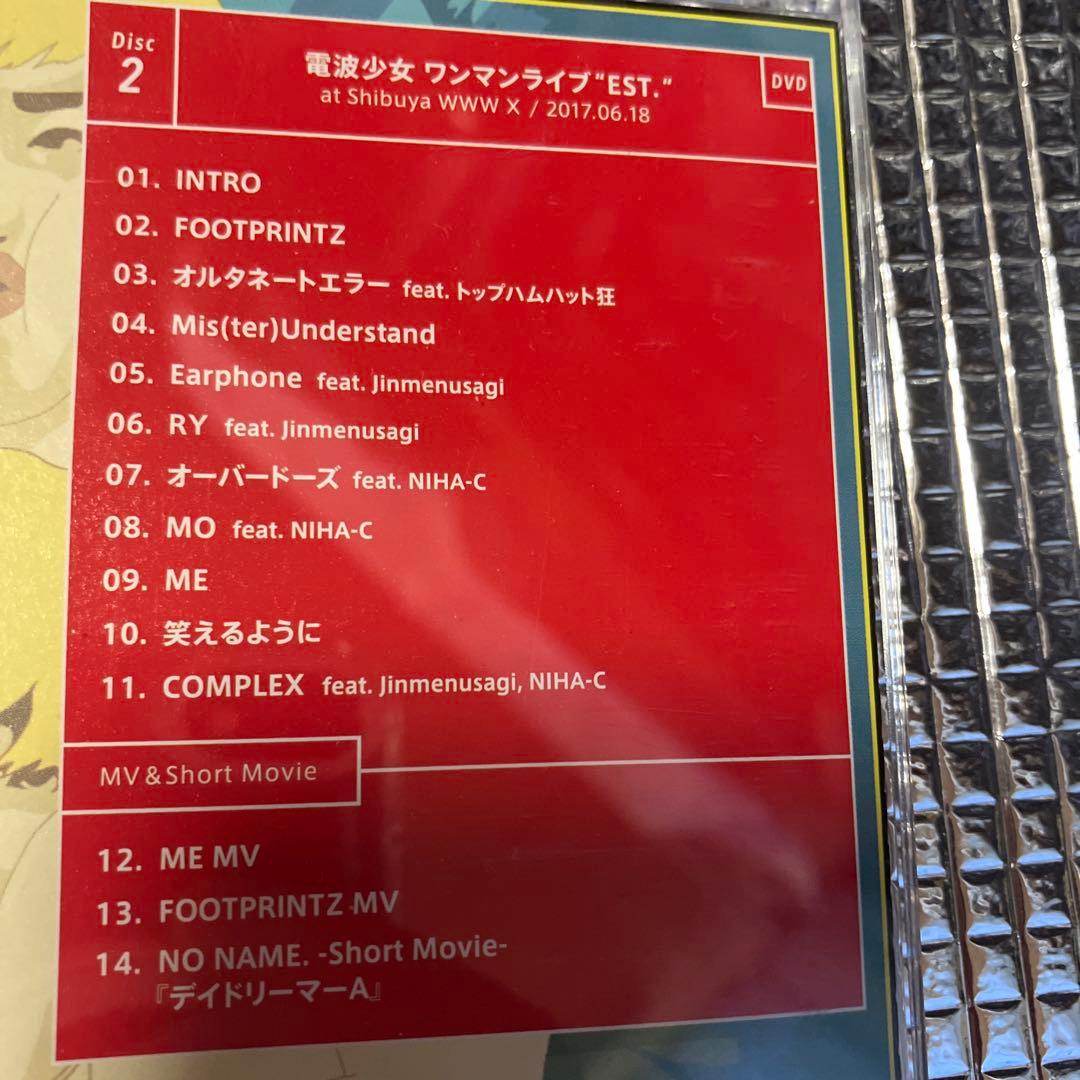 Disc
2
電波少女 ワンマンライブ"EST."
at Shibuya WWW X / 2017.06.18
DVD
01. INTRO
02. FOOTPRINTZ
03. オルタネートエラー feat. トップハムハット狂
04. Mis(ter)Understand
05. Earphone feat. Jinmenusagi
06. RY feat. Jinmenusagi
07. オーバードーズ feat. NIHA-C
08. MO feat. NIHA-C
09. ME
10. 笑えるように
11. COMPLEX feat. Jinmenusagi, NIHA-C
MV&Short Movie
12. ME MV
13. FOOTPRINTZ MV
14. NO NAME. -Short Movie-
『デイドリーマーA』